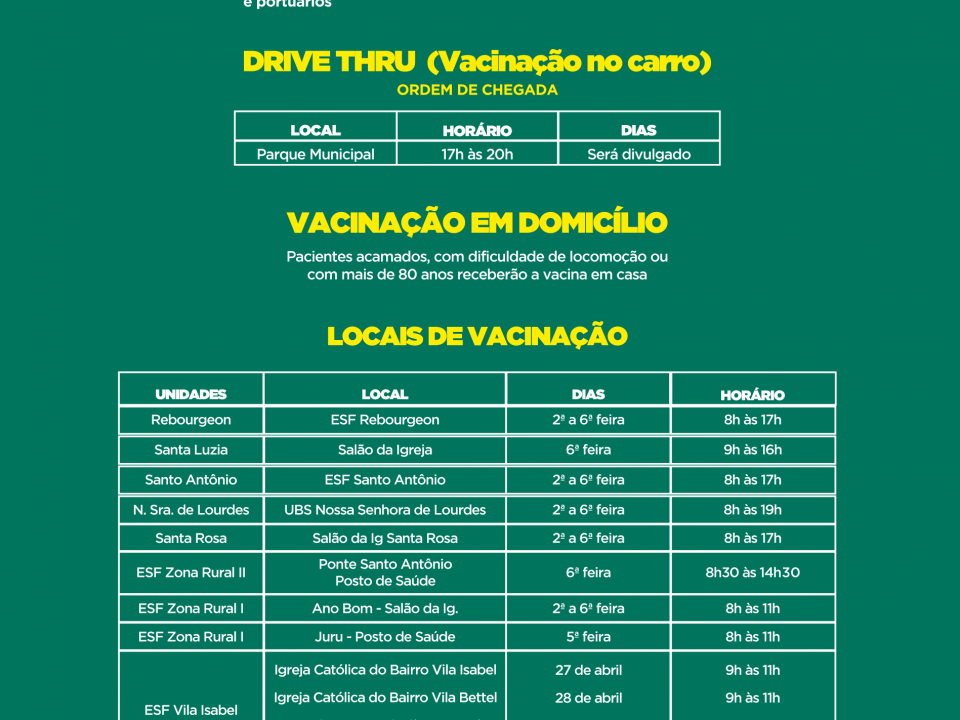 e portuários
DRIVE THRU (Vacinação no carro)
ORDEM DE CHEGADA
LOCAL HORÁRIO DIAS
Parque Municipal 17h às 20h Será divulgado
VACINAÇÃO EM DOMICÍLIO
Pacientes acamados, com dificuldade de locomoção ou
com mais de 80 anos receberão a vacina em casa
LOCAIS DE VACINAÇÃO
UNIDADES LOCAL DIAS HORÁRIO
Rebourgeon ESF Rebourgeon 2ª a 6ª feira 8h às 17h
Santa Luzia Salão da Igreja 6ª feira 9h às 16h
Santo Antônio ESF Santo Antônio 2ª a 6ª feira 8h às 17h
N. Sra. de Lourdes UBS Nossa Senhora de Lourdes 2ª a 6ª feira 8h às 19h
Santa Rosa Salão da Ig Santa Rosa 2ª a 6ª feira 8h às 17h
ESF Zona Rural II Ponte Santo Antônio
Posto de Saúde 6ª feira 8h30 às 14h30
ESF Zona Rural I Ano Bom - Salão da Ig. 2ª a 6ª feira 8h às 11h
ESF Zona Rural I Juru - Posto de Saúde 5ª feira 8h às 11h
Igreja Católica do Bairro Vila Isabel 27 de abril 9h às 11h
Igreja Católica do Bairro Vila Bettel 28 de abril 9h às 11h
ESF Vila Isabel